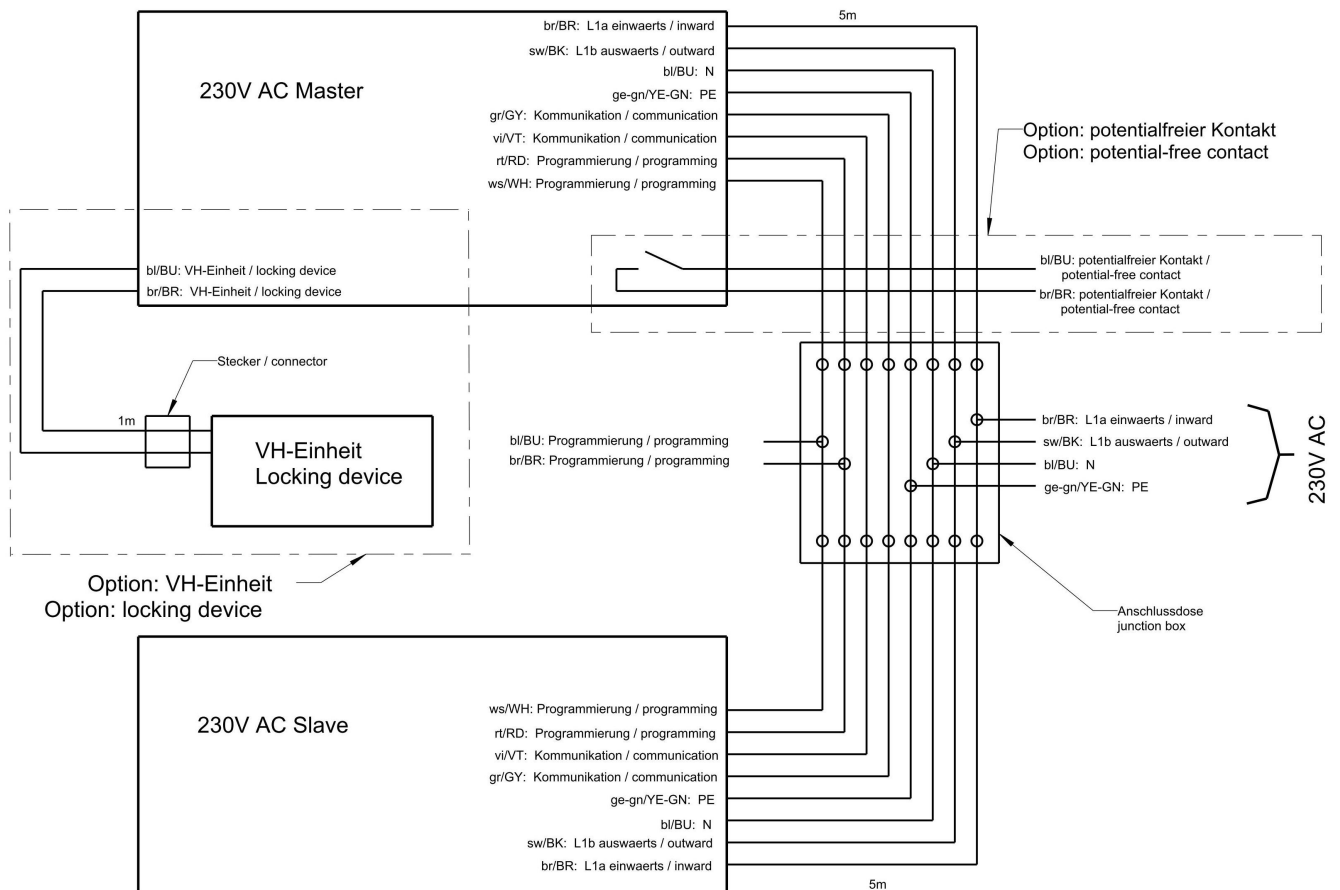 5m
br/BR: L1a einwaerts / inward
sw/BK: L1b auswaerts / outward
bl/BU: N
ge-gn/YE-GN: PE
gr/GY: Kommunikation / communication
vi/VT: Kommunikation / communication
rt/RD: Programmierung / programming
ws/WH: Programmierung / programming
230V AC Master
Option: potentialfreier Kontakt
Option: potential-free contact
bl/BU: VH-Einheit / locking device
br/BR: VH-Einheit / locking device
bl/BU: potentialfreier Kontakt /
potential-free contact
br/BR: potentialfreier Kontakt /
potential-free contact
Stecker / connector
1m
VH-Einheit
Locking device
bl/BU: Programmierung / programming
br/BR: Programmierung / programming
br/BR: L1a einwaerts / inward
sw/BK: L1b auswaerts / outward
bl/BU: N
ge-gn/YE-GN: PE
230V AC
Option: VH-Einheit
Option: locking device
Anschlussdose
junction box
230V AC Slave
ws/WH: Programmierung / programming
rt/RD: Programmierung / programming
vi/VT: Kommunikation / communication
gr/GY: Kommunikation / communication
ge-gn/YE-GN: PE
bl/BU: N
sw/BK: L1b auswaerts / outward
br/BR: L1a einwaerts / inward
5m